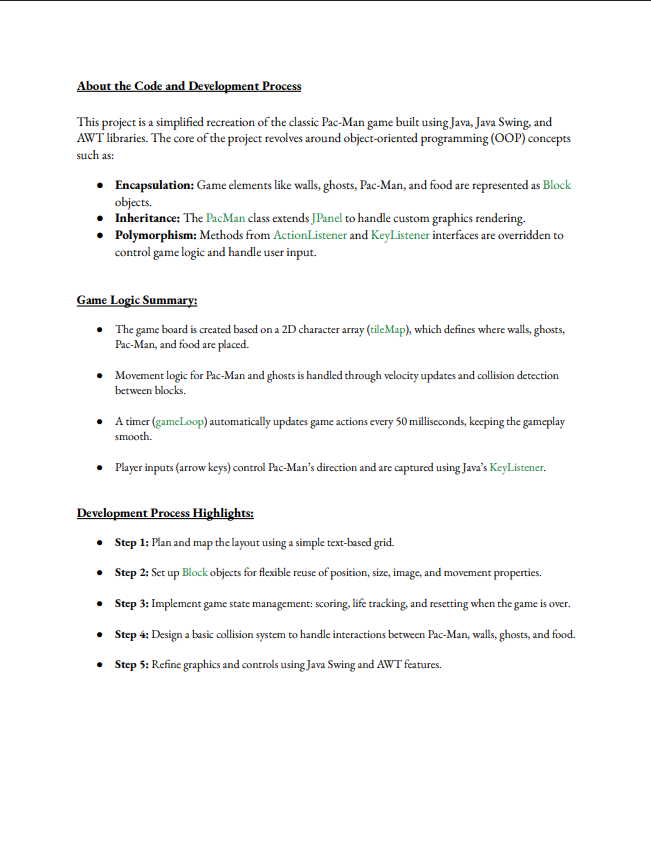 About the Code and Development Process
This project is a simplified recreation of the classic Pac-Man game built using Java, Java Swing, and
AWT libraries. The core of the project revolves around object-oriented programming (OOP) concepts
such as:
● Encapsulation: Game elements like walls, ghosts, Pac-Man, and food are represented as Block
objects.
● Inheritance: The PacMan class extends JPanel to handle custom graphics rendering.
● Polymorphism: Methods from ActionListener and KeyListener interfaces are overridden to
control game logic and handle user input.
Game Logic Summary:
● The game board is created based on a 2D character array (tileMap), which defines where walls, ghosts,
Pac-Man, and food are placed.
● Movement logic for Pac-Man and ghosts is handled through velocity updates and collision detection
between blocks.
● A timer (gameLoop) automatically updates game actions every 50 milliseconds, keeping the gameplay
smooth.
● Player inputs (arrow keys) control Pac-Man’s direction and are captured using Java’s KeyListener.
Development Process Highlights:
● Step 1: Plan and map the layout using a simple text-based grid.
● Step 2: Set up Block objects for flexible reuse of position, size, image, and movement properties.
● Step 3: Implement game state management: scoring, life tracking, and resetting when the game is over.
● Step 4: Design a basic collision system to handle interactions between Pac-Man, walls, ghosts, and food.
● Step 5: Refine graphics and controls using Java Swing and AWT features.